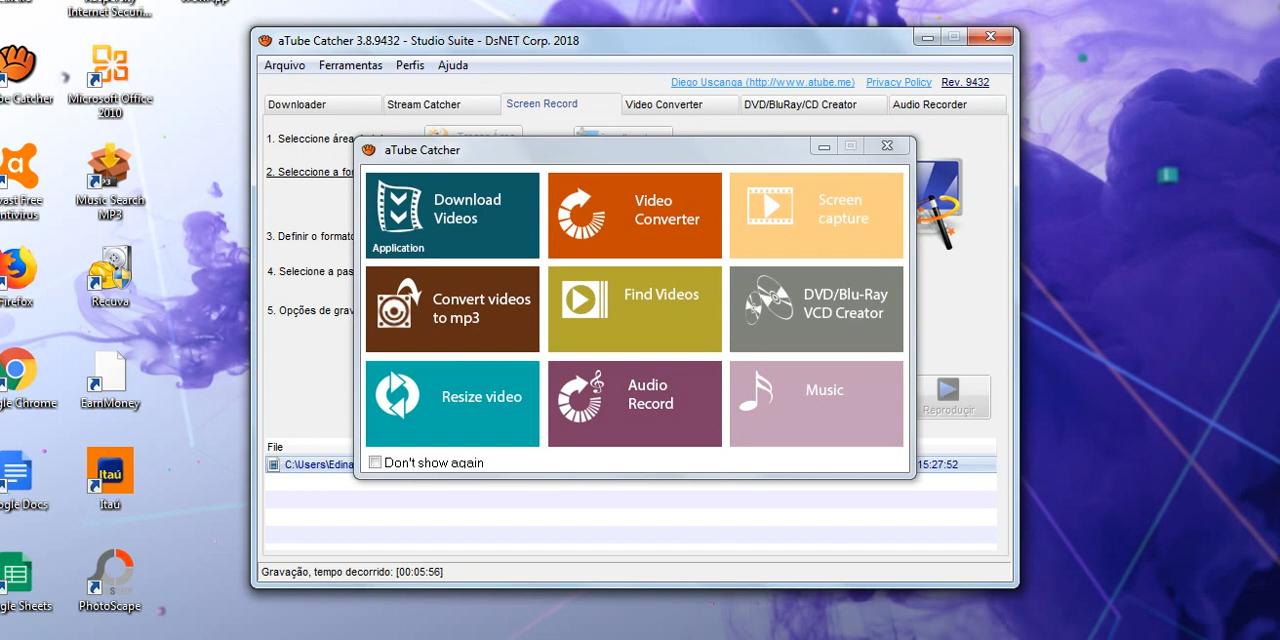 Internet Securi...
aTube Catcher 3.8.9432 - Studio Suite - DsNET Corp. 2018
Arquivo Ferramentas Perfis Ajuda
Diego Uscanga (http://www.atube.me) Privacy Policy Rev. 9432
Downloader Stream Catcher Screen Record Video Converter DVD/BluRay/CD Creator Audio Recorder
1. Seleccione área
2. Seleccione a fo
3. Definir o formato
4. Selecione a pas
5. Opções de grav
aTube Catcher
Download
Videos
Application
Video
Converter
Screen
capture
Convert videos
to mp3
Find Videos
DVD/Blu-Ray
VCD Creator
Resize video
Audio
Record
Music
Don't show again
Reproduçir
File
C:\Users\Edina
15:27:52
Gravação, tempo decorrido: [00:05:56]
be Catcher
Microsoft Office
2010
a
vast Free
ntivirus
Music Search
MP3
Firefox
Recuva
gle Chrome
EarnMoney
gle Docs
Itaú
Itaú
gle Sheets
PhotoScape